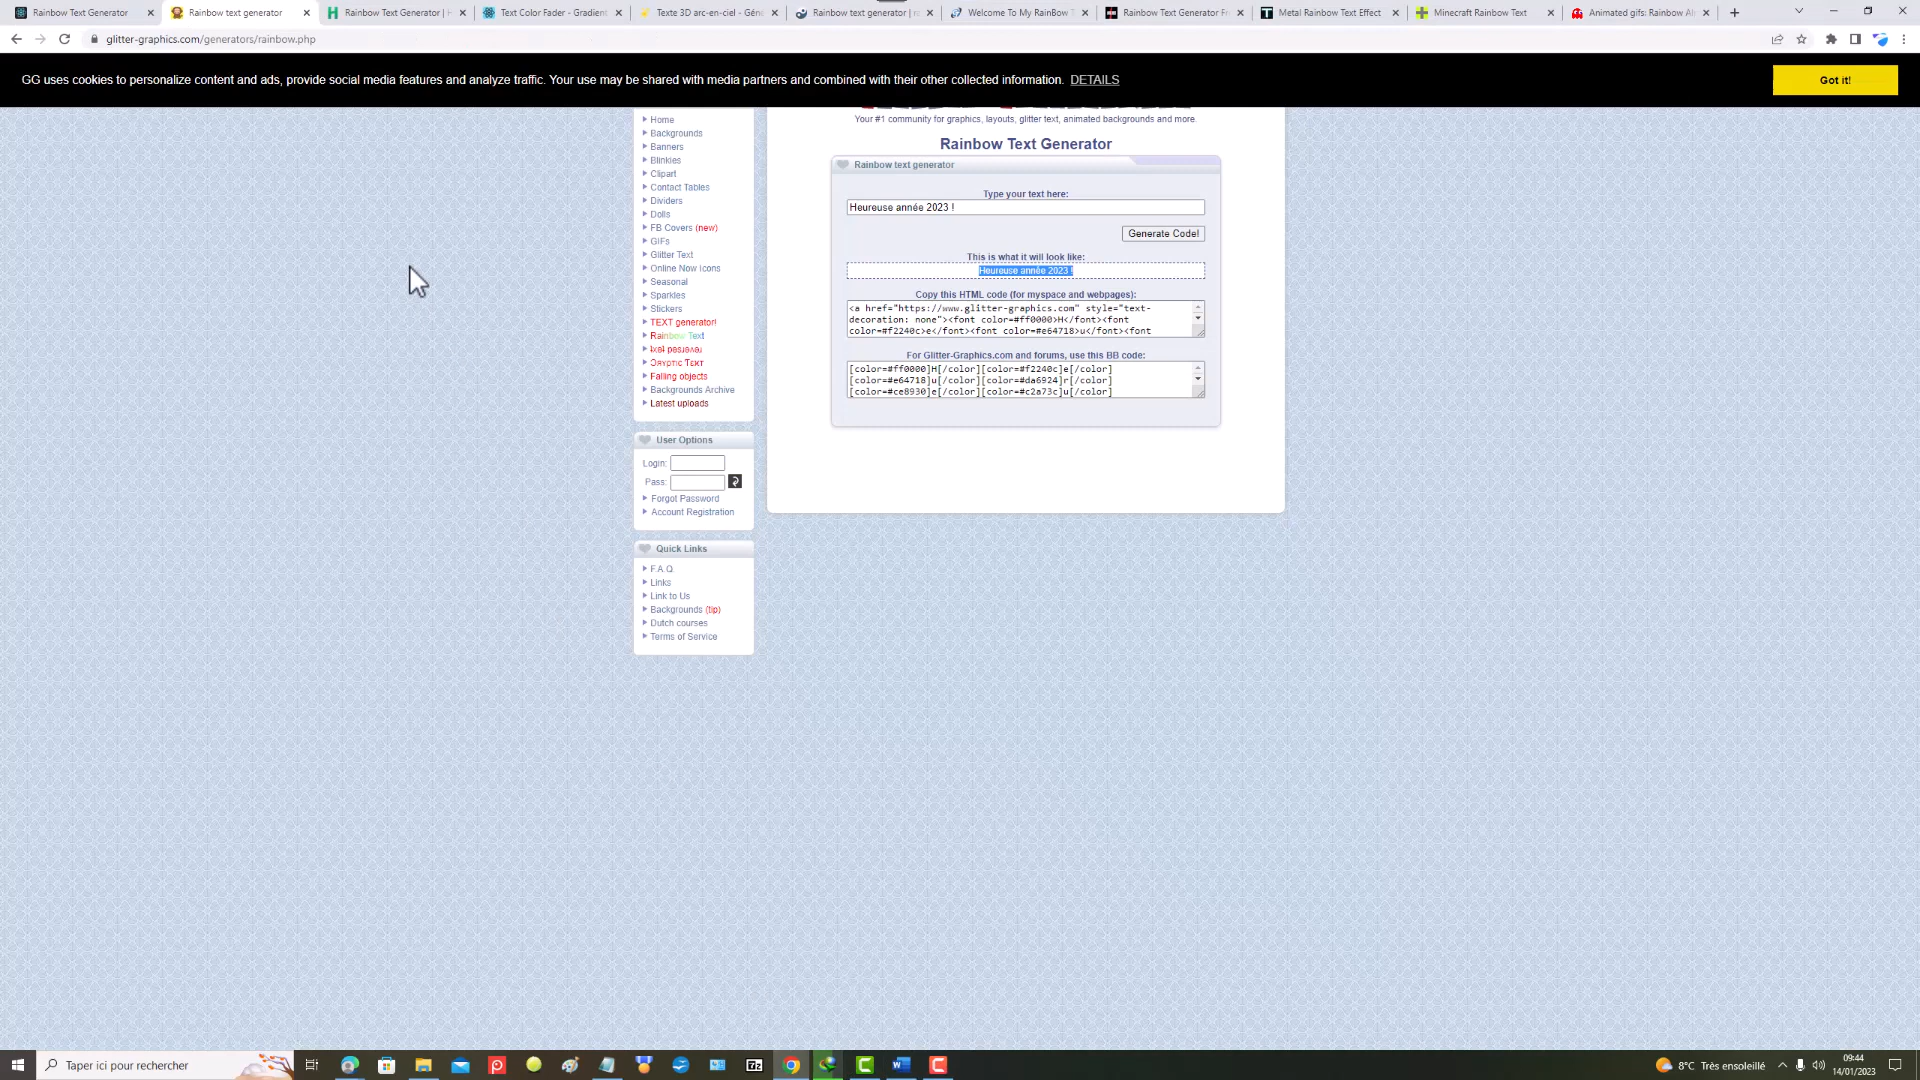 Rainbow Text Generator
Rainbow text generator
Rainbow Text Generator | H
Text Color Fader - Gradient
Texte 3D arc-en-ciel - Géné
Rainbow text generator | ra
Welcome To My RainBow T
Rainbow Text Generator Fr
Metal Rainbow Text Effect
Minecraft Rainbow Text
Animated gifs: Rainbow Al
glitter-graphics.com/generators/rainbow.php
GG uses cookies to personalize content and ads, provide social media features and analyze traffic. Your use may be shared with media partners and combined with their other collected information. DETAILS
Got it!
Home
Backgrounds
Banners
Blinkies
Clipart
Contact Tables
Dividers
Dolls
FB Covers (new)
GIFs
Glitter Text
Online Now Icons
Seasonal
Sparkles
Stickers
TEXT generator!
Rainbow Text
Falling objects
Backgrounds Archive
Latest uploads
User Options
Login:
Pass:
Forgot Password
Account Registration
Quick Links
F.A.Q.
Links
Link to Us
Backgrounds (tip)
Dutch courses
Terms of Service
Your #1 community for graphics, layouts, glitter text, animated backgrounds and more.
Rainbow Text Generator
Rainbow text generator
Type your text here:
Heureuse année 2023 !
Generate Code!
This is what it will look like:
Heureuse année 2023 !
Copy this HTML code (for myspace and webpages):
<a href="https://www.glitter-graphics.com" style="text-
decoration: none"><font color=#ff0000>H</font><font
color=#f2240c>e</font><font color=#e64718>u</font><font
For Glitter-Graphics.com and forums, use this BB code:
[color=#ff0000]H[/color][color=#f2240c]e[/color]
[color=#e64718]u[/color][color=#da6924]r[/color]
[color=#ce8930]e[/color][color=#c2a73c]u[/color]
Taper ici pour rechercher
8°C Très ensoleillé
09:44
14/01/2023